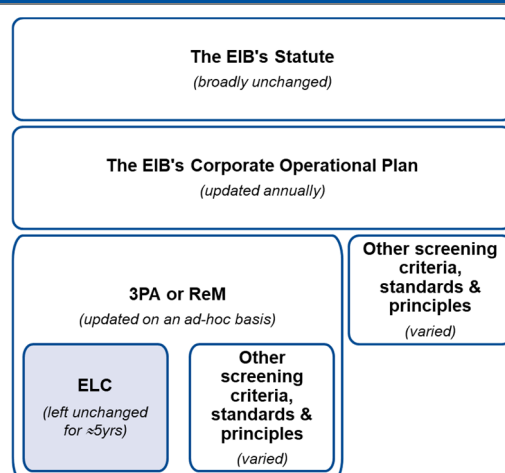 The EIB's Statute
(broadly unchanged)
The EIB's Corporate Operational Plan
(updated annually)
3PA or ReM
(updated on an ad-hoc basis)
Other screening
criteria,
standards &
principles
(varied)
ELC
(left unchanged
for ≈5yrs)
Other
screening
criteria,
standards &
principles
(varied)